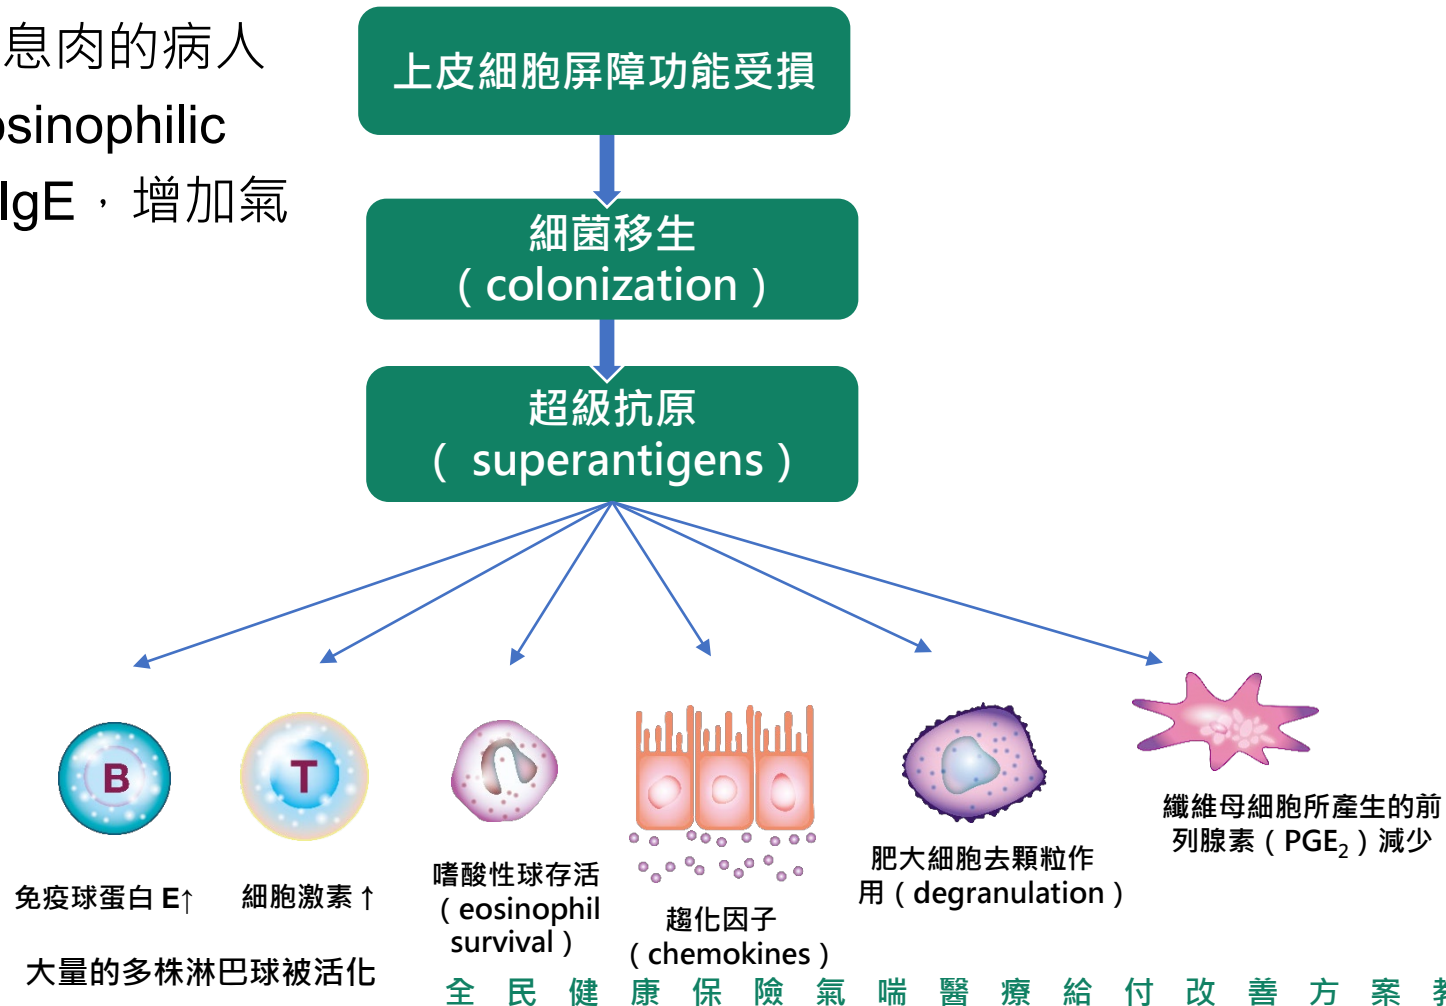 息肉的病人
osinophilic
IgE，增加氣
上皮細胞屏障功能受損
細菌移生
（colonization）
超級抗原
（ superantigens）
B
T
免疫球蛋白 E↑
細胞激素↑
大量的多株淋巴球被活化
嗜酸性球存活
（eosinophil
survival）
趨化因子
（chemokines）
肥大細胞去顆粒作
用（degranulation）
纖維母細胞所產生的前
列腺素（PGE₂）減少
全民健康保險氣喘醫療給付改善方案